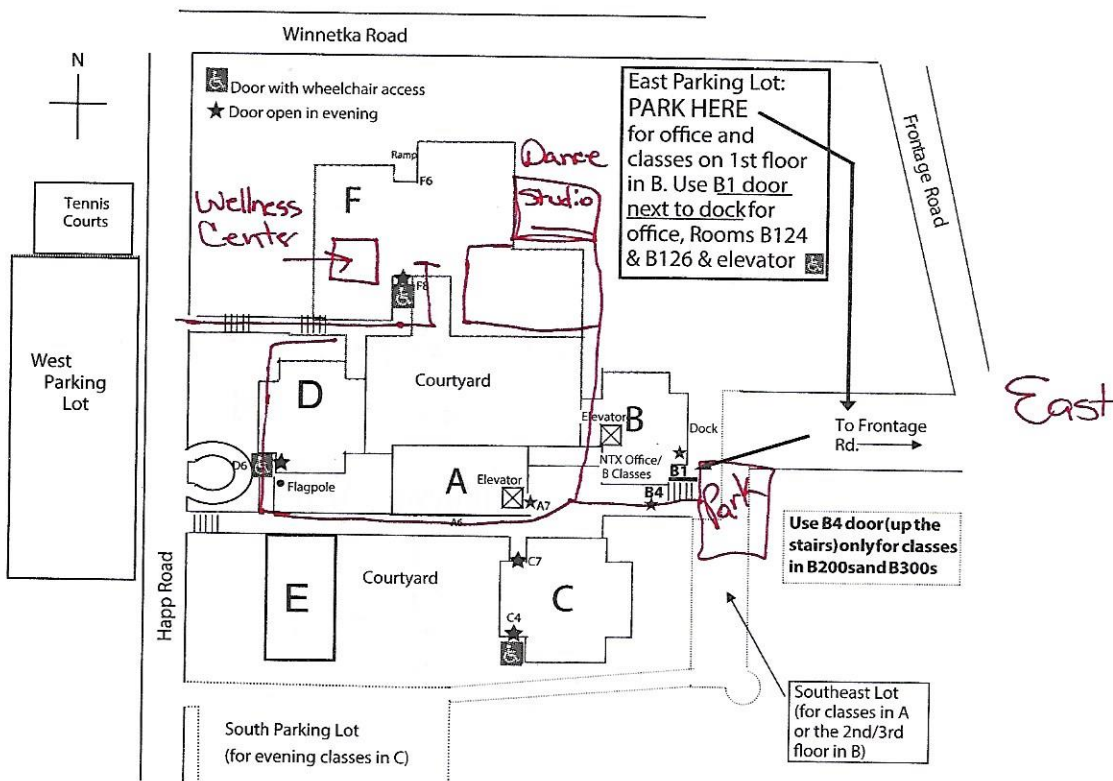 Winnetka Road
N
Door with wheelchair access
Door open in evening
East Parking Lot:
PARK HERE
for office and
classes on 1st floor
in B. Use B1 door
next to dock for
office, Rooms B124
& B126 & elevator
Frontage Road
Tennis
Courts
Wellness
Center
F
Ramp
F6
Dance
Studio
F8
West
Parking
Lot
D
Courtyard
Elevator
B
Dock
NTX Office/
B Classes
B1
B4
To Frontage
Rd.
East
D6
Flagpole
A
Elevator
A7
A6
Park
Use B4 door (up the
stairs) only for classes
in B200s and B300s
Happ Road
E
Courtyard
C7
C
C4
Southeast Lot
(for classes in A
or the 2nd/3rd
floor in B)
South Parking Lot
(for evening classes in C)